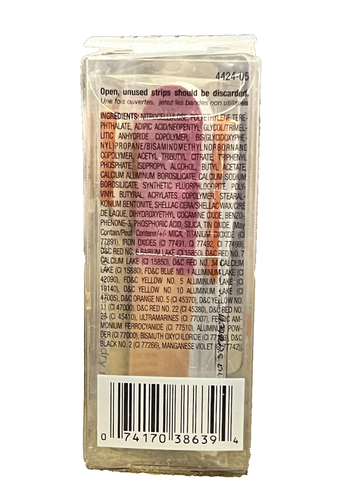 4424-05
Open, unused strips should be discarded.
Une fois ouvertes, jetez les bandes non utilisées
INGREDIENTS: NITROCELLULOSE, POLYETHYLENE TERE-
PHTHALATE, ADIPIC ACID/NEOPENTYL GLYCOL/TRIMEL-
LITIC ANHYDRIDE COPOLYMER, BISGLYCIDOXYPHE-
NYL PROPANE/BISAMINOMETHYLNORBORNANE
COPOLYMER, ACETYL TRIBUTYL CITRATE, TRIPHENYL
PHOSPHATE, ISOPROPYL ALCOHOL, BUTYL ACETATE,
CALCIUM ALUMINUM BOROSILICATE, CALCIUM SODIUM
BOROSILICATE, SYNTHETIC FLUORPHLOGOPITE, POLY-
VINYL BUTYRAL, ACRYLATES COPOLYMER, STEARAL-
KONIUM BENTONITE, SHELLAC CERA/SHELLAC WAX/CIRE
DE LAQUE, DIHYDROXYETHYL COCAMINE OXIDE, BENZO-
PHENONE-3, PHOSPHORIC ACID, SILICA, TIN OXIDE [May
Contain/Peut Contenir:+/- MICA, TITANIUM DIOXIDE (CI
77891), IRON OXIDES (CI 77491, CI 77492, CI 77499),
D&C RED NO. 6 BARIUM LAKE (CI 15850), D&C RED NO. 7
CALCIUM LAKE (CI 15850), D&C RED NO. 34 CALCIUM LAKE
(CI 15880), FD&C BLUE NO. 1 ALUMINUM LAKE (CI
42090), FD&C YELLOW NO. 5 ALUMINUM LAKE (CI
19140), D&C YELLOW NO. 10 ALUMINUM LAKE (CI
47005), D&C ORANGE NO. 5 (CI 45370), D&C YELLOW NO.
11 (CI 47000), D&C RED NO. 22 (CI 45380), D&C RED NO.
28 (CI 45410), ULTRAMARINES (CI 77007), FERRIC AM-
MONIUM FERROCYANIDE (CI 77510), ALUMINUM POW-
DER (CI 77000), BISMUTH OXYCHLORIDE (CI 77163), D&C
BLACK NO. 2 (CI 77266), MANGANESE VIOLET (CI 77742)].
0 74170 38639 4